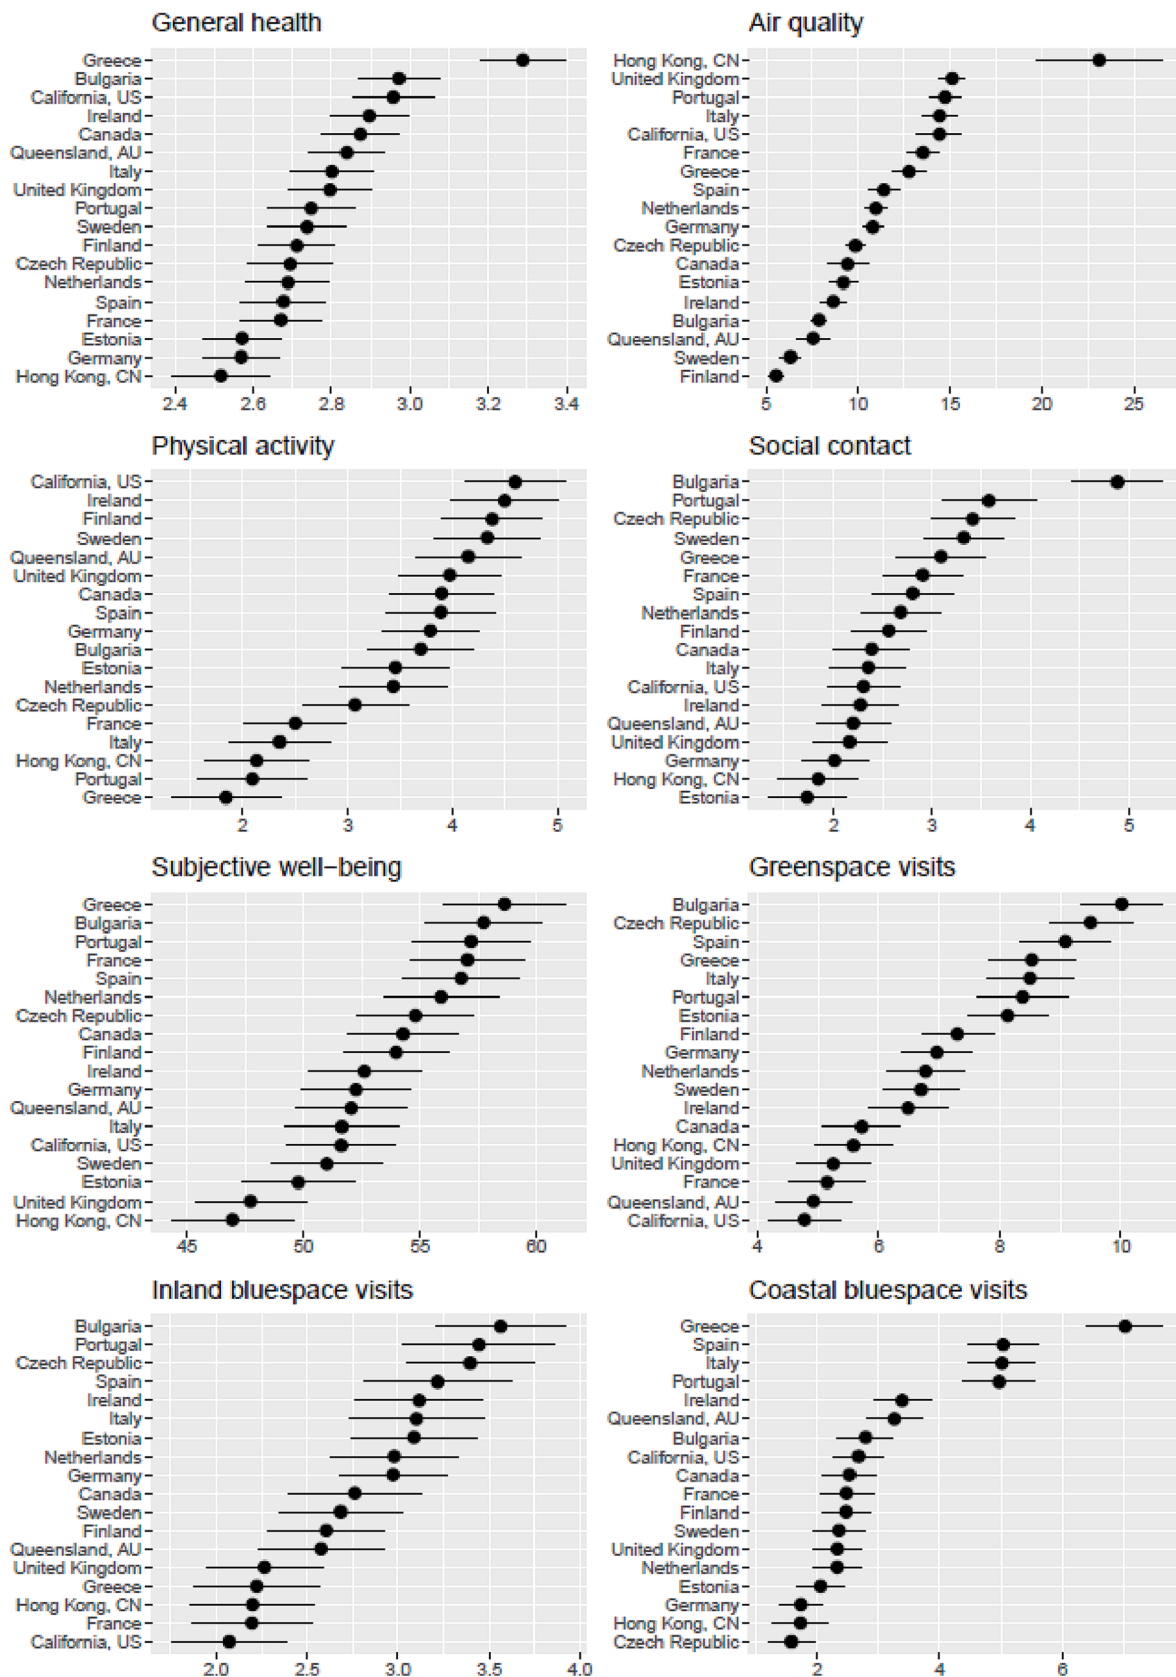 General health
Greece
Bulgaria
California, US
Ireland
Canada
Queensland, AU
Italy
United Kingdom
Portugal
Sweden
Finland
Czech Republic
Netherlands
Spain
France
Estonia
Germany
Hong Kong, CN
2.4 2.6 2.8 3.0 3.2 3.4
Air quality
Hong Kong, CN
United Kingdom
Portugal
Italy
California, US
France
Greece
Spain
Netherlands
Germany
Czech Republic
Canada
Estonia
Ireland
Bulgaria
Queensland, AU
Sweden
Finland
5 10 15 20 25
Physical activity
California, US
Ireland
Finland
Sweden
Queensland, AU
United Kingdom
Canada
Spain
Germany
Bulgaria
Estonia
Netherlands
Czech Republic
France
Italy
Hong Kong, CN
Portugal
Greece
2 3 4 5
Social contact
Bulgaria
Portugal
Czech Republic
Sweden
Greece
France
Spain
Netherlands
Finland
Canada
Italy
California, US
Ireland
Queensland, AU
United Kingdom
Germany
Hong Kong, CN
Estonia
2 3 4 5
Subjective well−being
Greece
Bulgaria
Portugal
France
Spain
Netherlands
Czech Republic
Canada
Finland
Ireland
Germany
Queensland, AU
Italy
California, US
Sweden
Estonia
United Kingdom
Hong Kong, CN
45 50 55 60
Greenspace visits
Bulgaria
Czech Republic
Spain
Greece
Italy
Portugal
Estonia
Finland
Germany
Netherlands
Sweden
Ireland
Canada
Hong Kong, CN
United Kingdom
France
Queensland, AU
California, US
4 6 8 10
Inland bluespace visits
Bulgaria
Portugal
Czech Republic
Spain
Ireland
Italy
Estonia
Netherlands
Germany
Canada
Sweden
Finland
Queensland, AU
United Kingdom
Greece
Hong Kong, CN
France
California, US
2.0 2.5 3.0 3.5 4.0
Coastal bluespace visits
Greece
Spain
Italy
Portugal
Ireland
Queensland, AU
Bulgaria
California, US
Canada
France
Finland
Sweden
United Kingdom
Netherlands
Estonia
Germany
Hong Kong, CN
Czech Republic
2 4 6